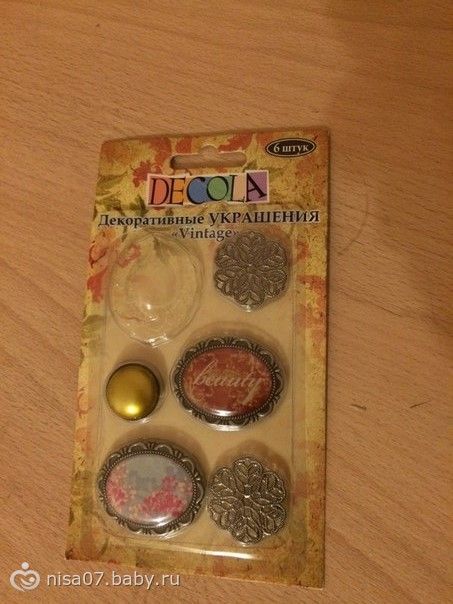 6 штук
DECOLA
Декоративные УКРАШЕНИЯ
«Vintage»
beauty
nisa07.baby.ru